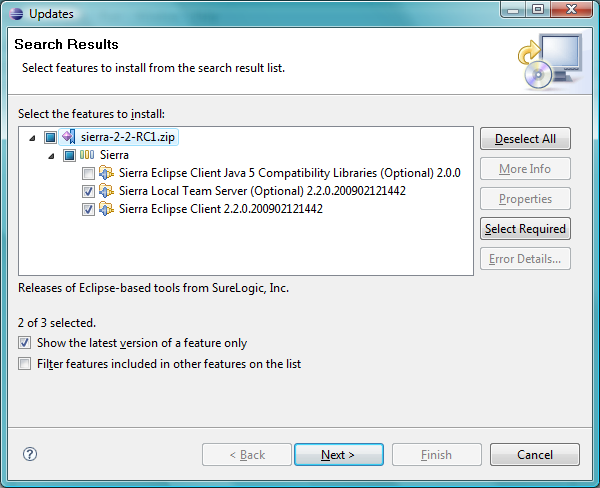 Updates
Search Results
Select features to install from the search result list.
Select the features to install:
sierra-2-2-RC1.zip
Sierra
Sierra Eclipse Client Java 5 Compatibility Libraries (Optional) 2.0.0
Sierra Local Team Server (Optional) 2.2.0.200902121442
Sierra Eclipse Client 2.2.0.200902121442
Deselect All
More Info
Properties
Select Required
Error Details...
Releases of Eclipse-based tools from SureLogic, Inc.
2 of 3 selected.
Show the latest version of a feature only
Filter features included in other features on the list
?
< Back
Next >
Finish
Cancel